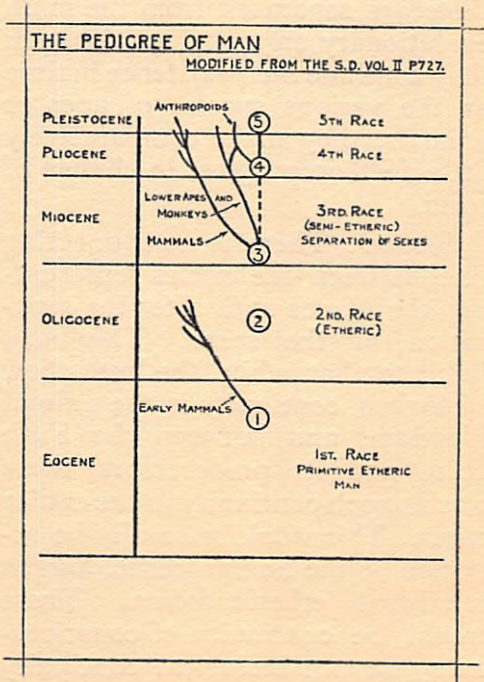 THE PEDIGREE OF MAN
MODIFIED FROM THE S.D. VOL II P727.
ANTHROPOIDS
PLEISTOCENE
5
5TH RACE
PLIOCENE
4
4TH RACE
LOWER APES AND
MONKEYS
MIOCENE
3RD. RACE
(SEMI-ETHERIC)
SEPARATION OF SEXES
MAMMALS
3
OLIGOCENE
2
2ND. RACE
(ETHERIC)
EARLY MAMMALS
1
EOCENE
1ST. RACE
PRIMITIVE ETHERIC
MAN